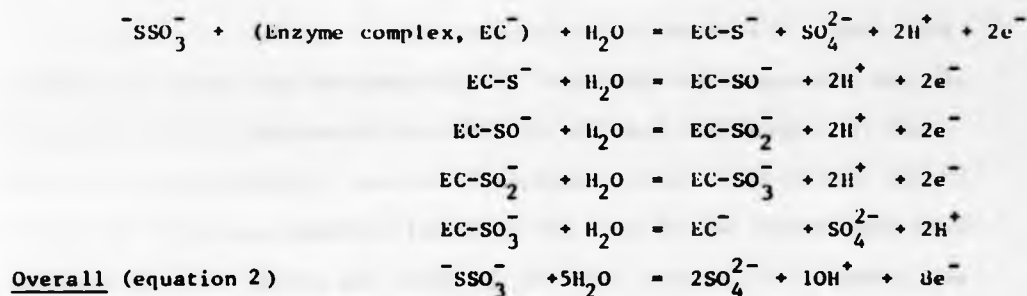 ⁻SSO₃⁻ + (Enzyme complex, EC⁻) + H₂O = EC-S⁻ + SO₄²⁻ + 2H⁺ + 2e⁻
EC-S⁻ + H₂O = EC-SO⁻ + 2H⁺ + 2e⁻
EC-SO⁻ + H₂O = EC-SO₂⁻ + 2H⁺ + 2e⁻
EC-SO₂⁻ + H₂O = EC-SO₃⁻ + 2H⁺ + 2e⁻
EC-SO₃⁻ + H₂O = EC⁻ + SO₄²⁻ + 2H⁺
Overall (equation 2) ⁻SSO₃⁻ +5H₂O = 2SO₄²⁻ + 10H⁺ + 8e⁻